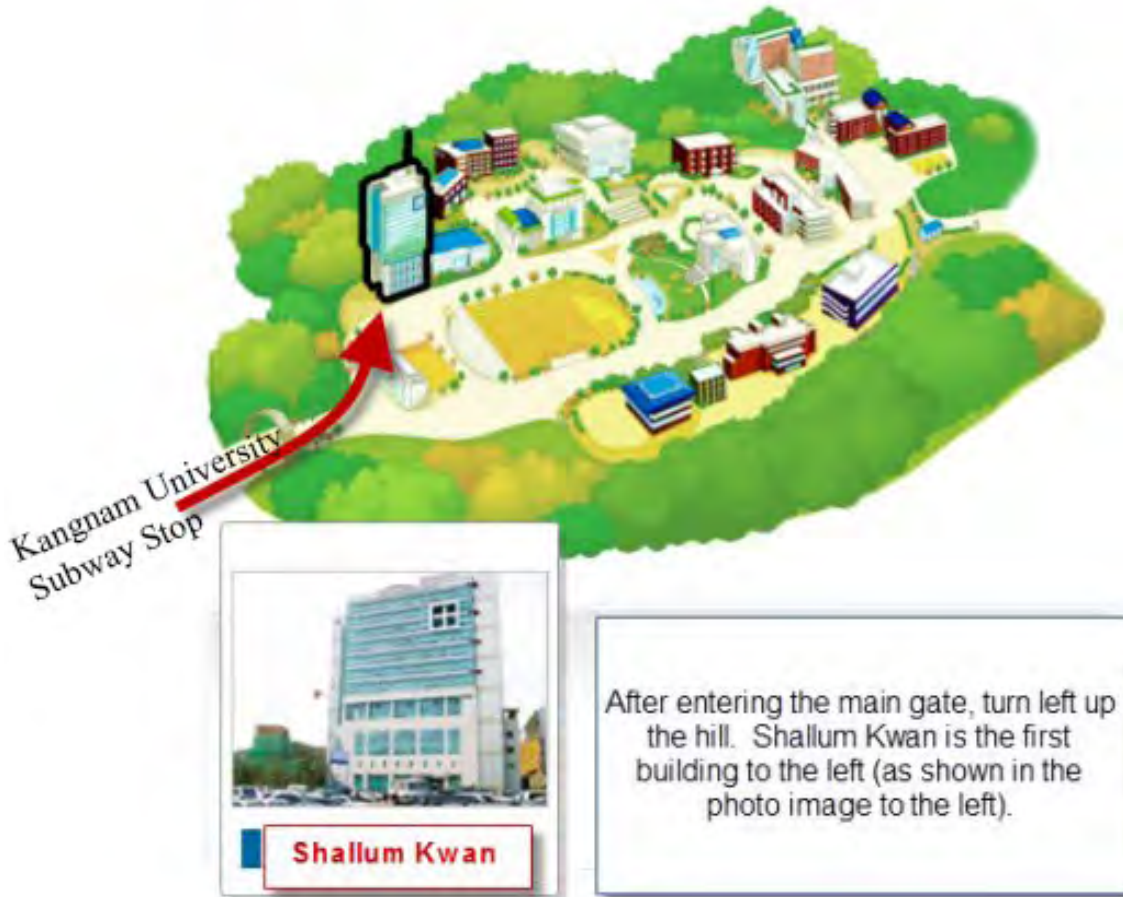 Kangnam University
Subway Stop
Shallum Kwan
After entering the main gate, turn left up
the hill. Shallum Kwan is the first
building to the left (as shown in the
photo image to the left).